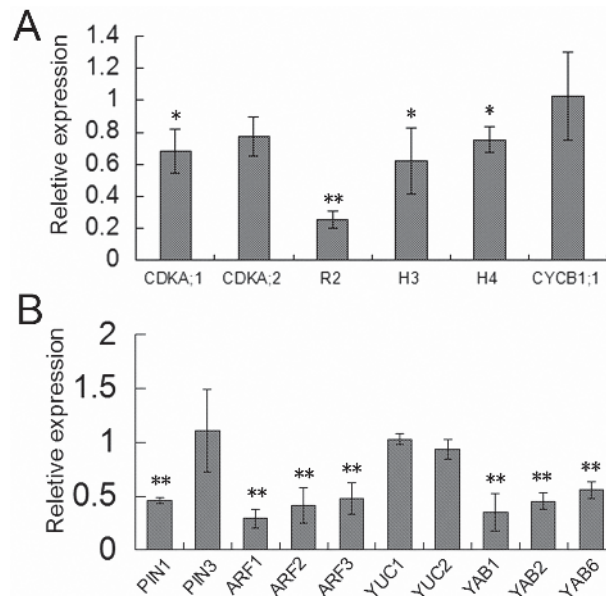 A
Reletive expression
1.4
1.2
1
0.8
0.6
0.4
0.2
0
* ** * *
CDKA;1 CDKA;2 R2 H3 H4 CYCB1;1
B
Reletive expression
2
1.5
1
0.5
0
** ** ** ** ** ** **
PIN1 PIN3 ARF1 ARF2 ARF3 YUC1 YUC2 YAB1 YAB2 YAB6